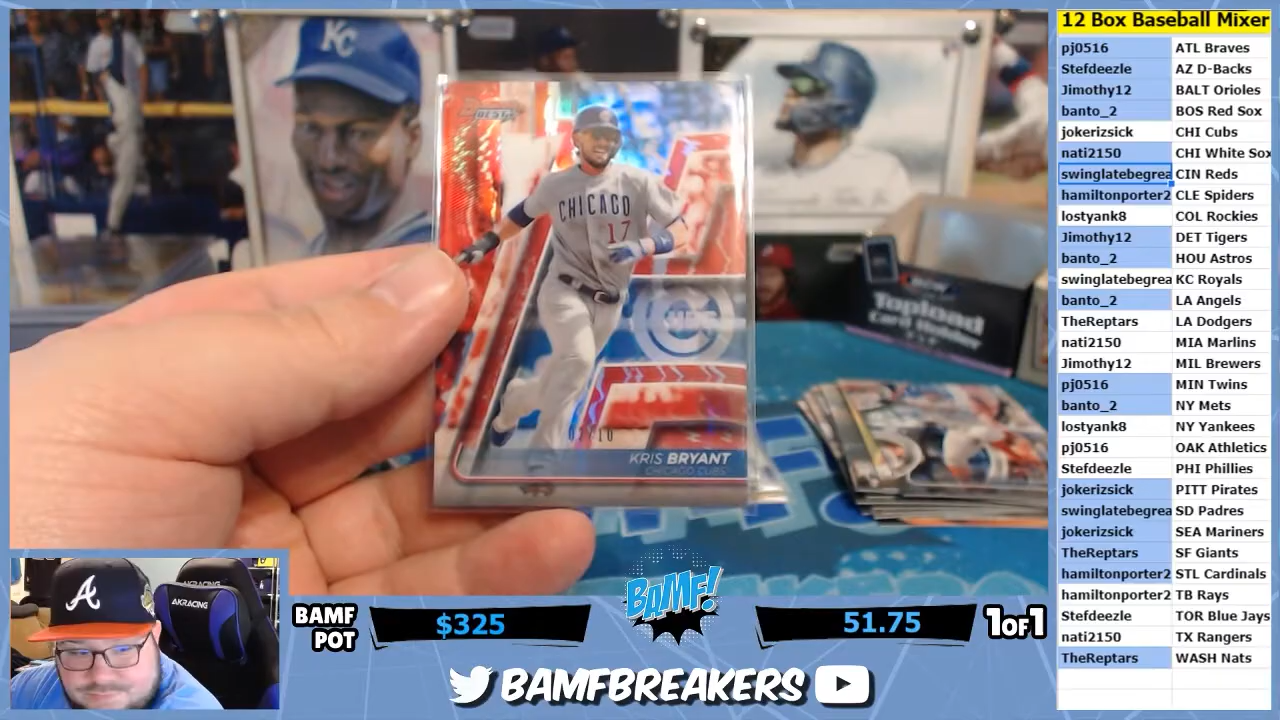 12 Box Baseball Mixer
pj0516 ATL Braves
Stefdeezle AZ D-Backs
Jimothy12 BALT Orioles
banto_2 BOS Red Sox
jokerizsick CHI Cubs
nati2150 CHI White Sox
swinglatebegrea CIN Reds
hamiltonporter2 CLE Spiders
lostyank8 COL Rockies
Jimothy12 DET Tigers
banto_2 HOU Astros
swinglatebegrea KC Royals
banto_2 LA Angels
TheReptars LA Dodgers
nati2150 MIA Marlins
Jimothy12 MIL Brewers
pj0516 MIN Twins
banto_2 NY Mets
lostyank8 NY Yankees
pj0516 OAK Athletics
Stefdeezle PHI Phillies
jokerizsick PITT Pirates
swinglatebegrea SD Padres
jokerizsick SEA Mariners
TheReptars SF Giants
hamiltonporter2 STL Cardinals
hamiltonporter2 TB Rays
Stefdeezle TOR Blue Jays
nati2150 TX Rangers
TheReptars WASH Nats
KC
BEST
CHICAGO
17
KRIS BRYANT
CHICAGO CUBS
Topload
Card Holder
A
AKRACING
AKRACING
BAMF
POT
$325
BAMF!
51.75
1OF1
BAMFBREAKERS